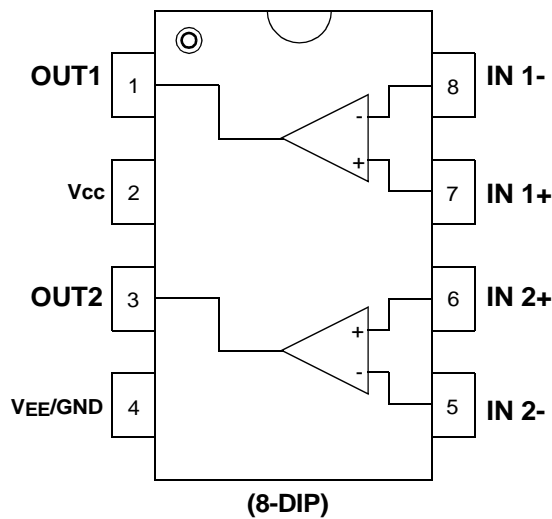 OUT1 1 - 8 IN 1-
Vcc 2 + 7 IN 1+
OUT2 3 + 6 IN 2+
VEE/GND 4 - 5 IN 2-
(8-DIP)